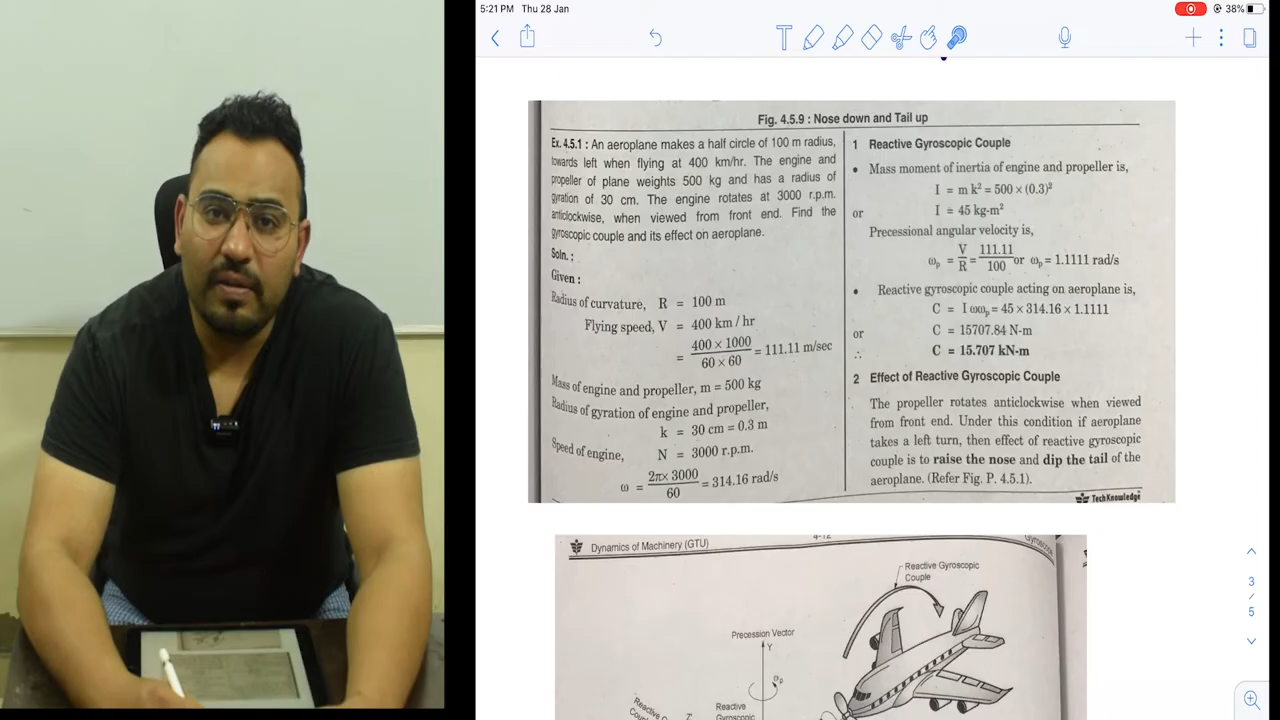 5:21 PM Thu 28 Jan
38%
Fig. 4.5.9 : Nose down and Tail up
Ex. 4.5.1 : An aeroplane makes a half circle of 100 m radius,
towards left when flying at 400 km/hr. The engine and
propeller of plane weights 500 kg and has a radius of
gyration of 30 cm. The engine rotates at 3000 r.p.m.
anticlockwise, when viewed from front end. Find the
gyroscopic couple and its effect on aeroplane.
Soln. :
Given :
Radius of curvature, R = 100 m
Flying speed, V = 400 km / hr
= 400 × 1000 / 60 × 60 = 111.11 m/sec
Mass of engine and propeller, m = 500 kg
Radius of gyration of engine and propeller,
k = 30 cm = 0.3 m
Speed of engine, N = 3000 r.p.m.
ω = 2π× 3000 / 60 = 314.16 rad/s
1 Reactive Gyroscopic Couple
• Mass moment of inertia of engine and propeller is,
I = m k² = 500 × (0.3)²
or I = 45 kg-m²
Precessional angular velocity is,
ωp = V / R = 111.11 / 100 or ωp = 1.1111 rad/s
• Reactive gyroscopic couple acting on aeroplane is,
C = I ωωp = 45 × 314.16 × 1.1111
or C = 15707.84 N-m
∴ C = 15.707 kN-m
2 Effect of Reactive Gyroscopic Couple
The propeller rotates anticlockwise when viewed
from front end. Under this condition if aeroplane
takes a left turn, then effect of reactive gyroscopic
couple is to raise the nose and dip the tail of the
aeroplane. (Refer Fig. P. 4.5.1).
TechKnowledge
3
/
5
Dynamics of Machinery (GTU)
4-12
Reactive Gyroscopic
Couple
Precession Vector
Y
ωp
Z'
Reactive
Gyroscopic